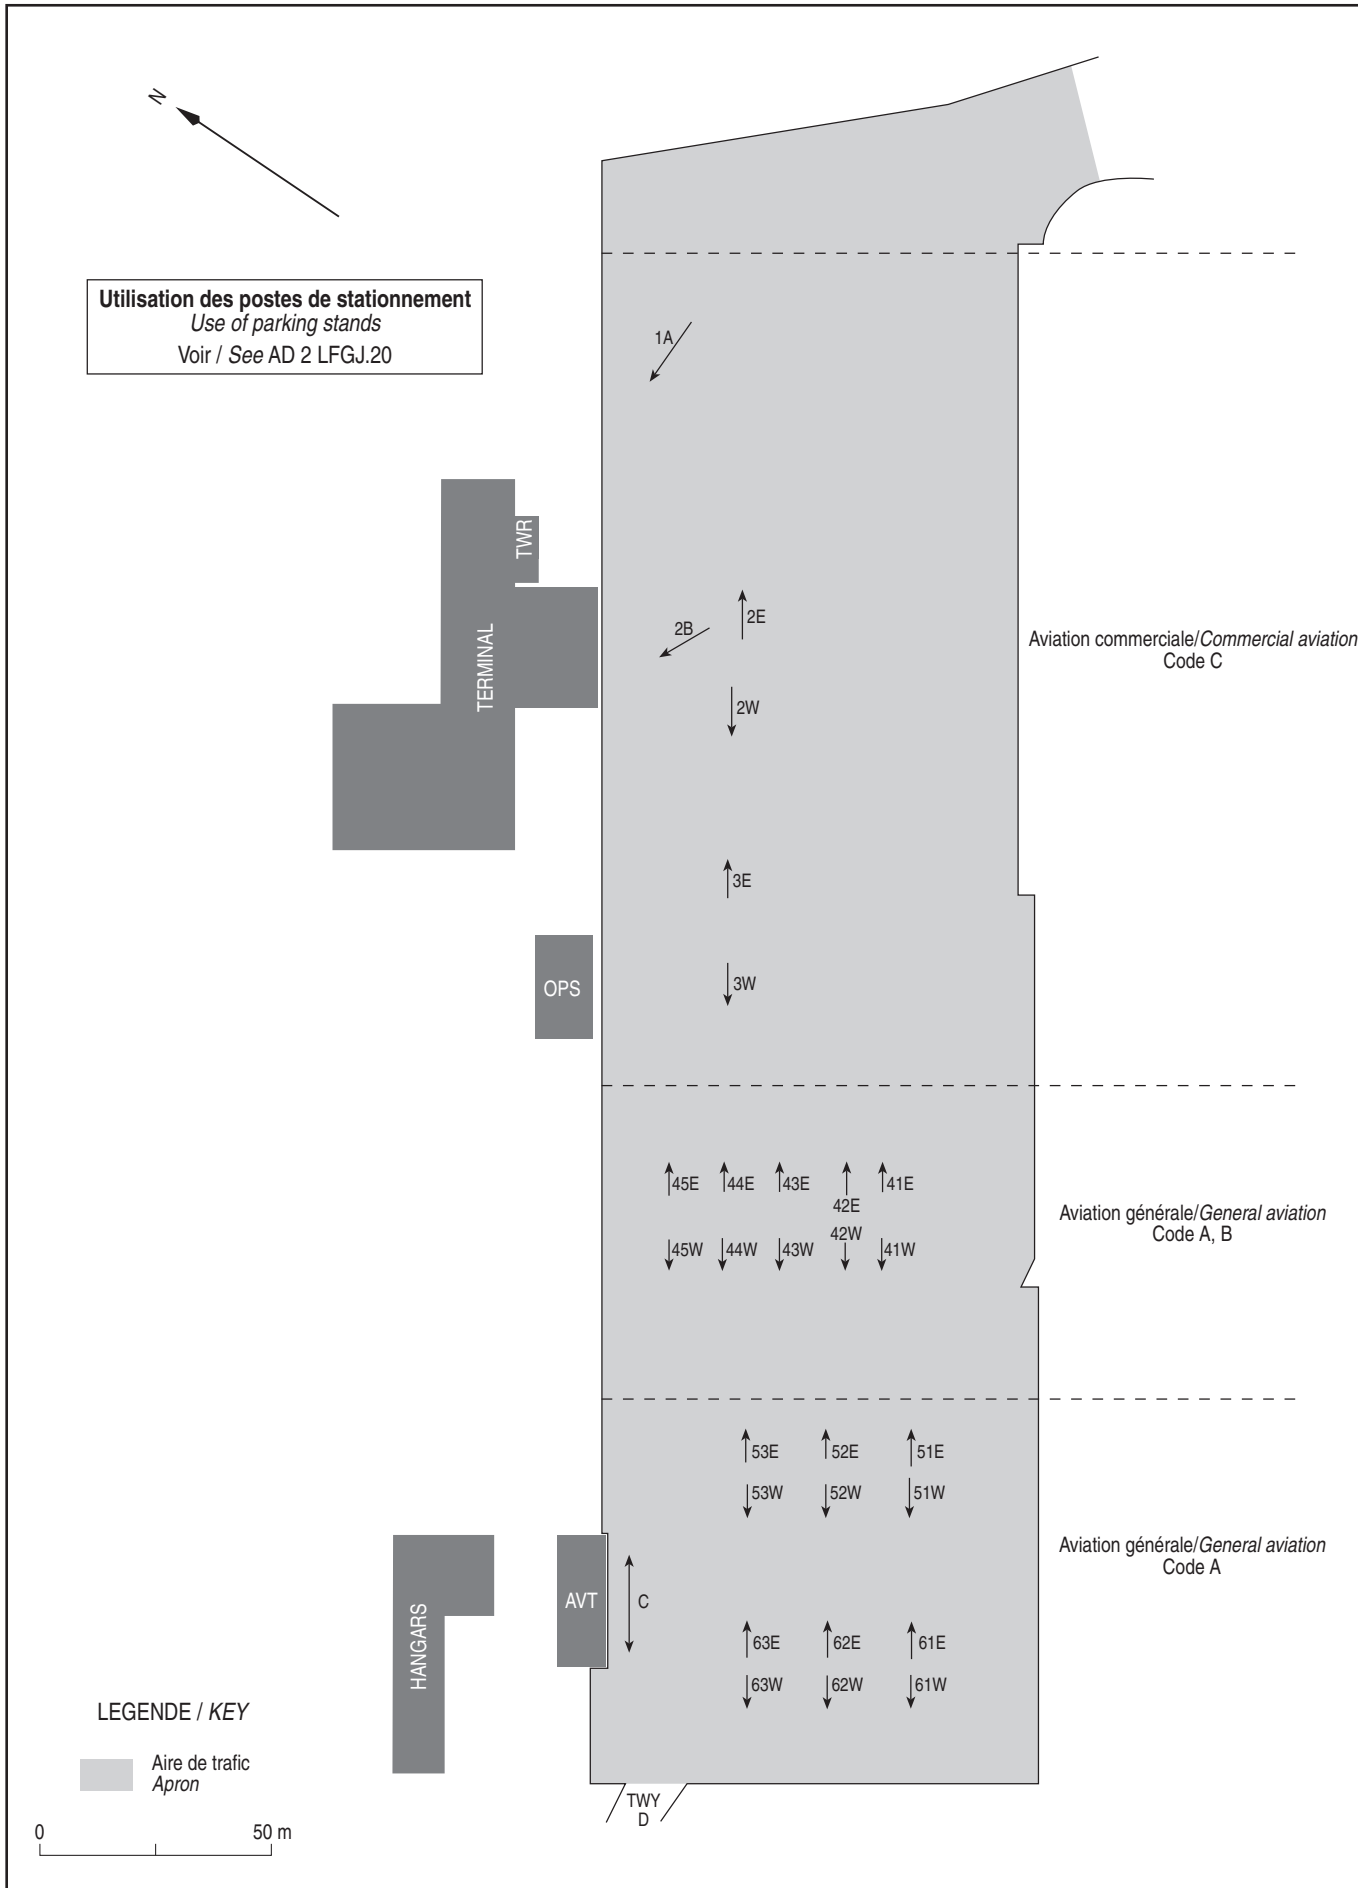 N
Utilisation des postes de stationnement
Use of parking stands
Voir / See AD 2 LFGJ.20
1A
TWR
TERMINAL
2E
2B
2W
Aviation commerciale/Commercial aviation
Code C
3E
OPS
3W
45E 44E 43E 42E 41E
45W 44W 43W 42W 41W
Aviation générale/General aviation
Code A, B
53E 52E 51E
53W 52W 51W
Aviation générale/General aviation
Code A
HANGARS
AVT
C
63E 62E 61E
63W 62W 61W
LEGENDE / KEY
Aire de trafic
Apron
TWY
D
0 50 m